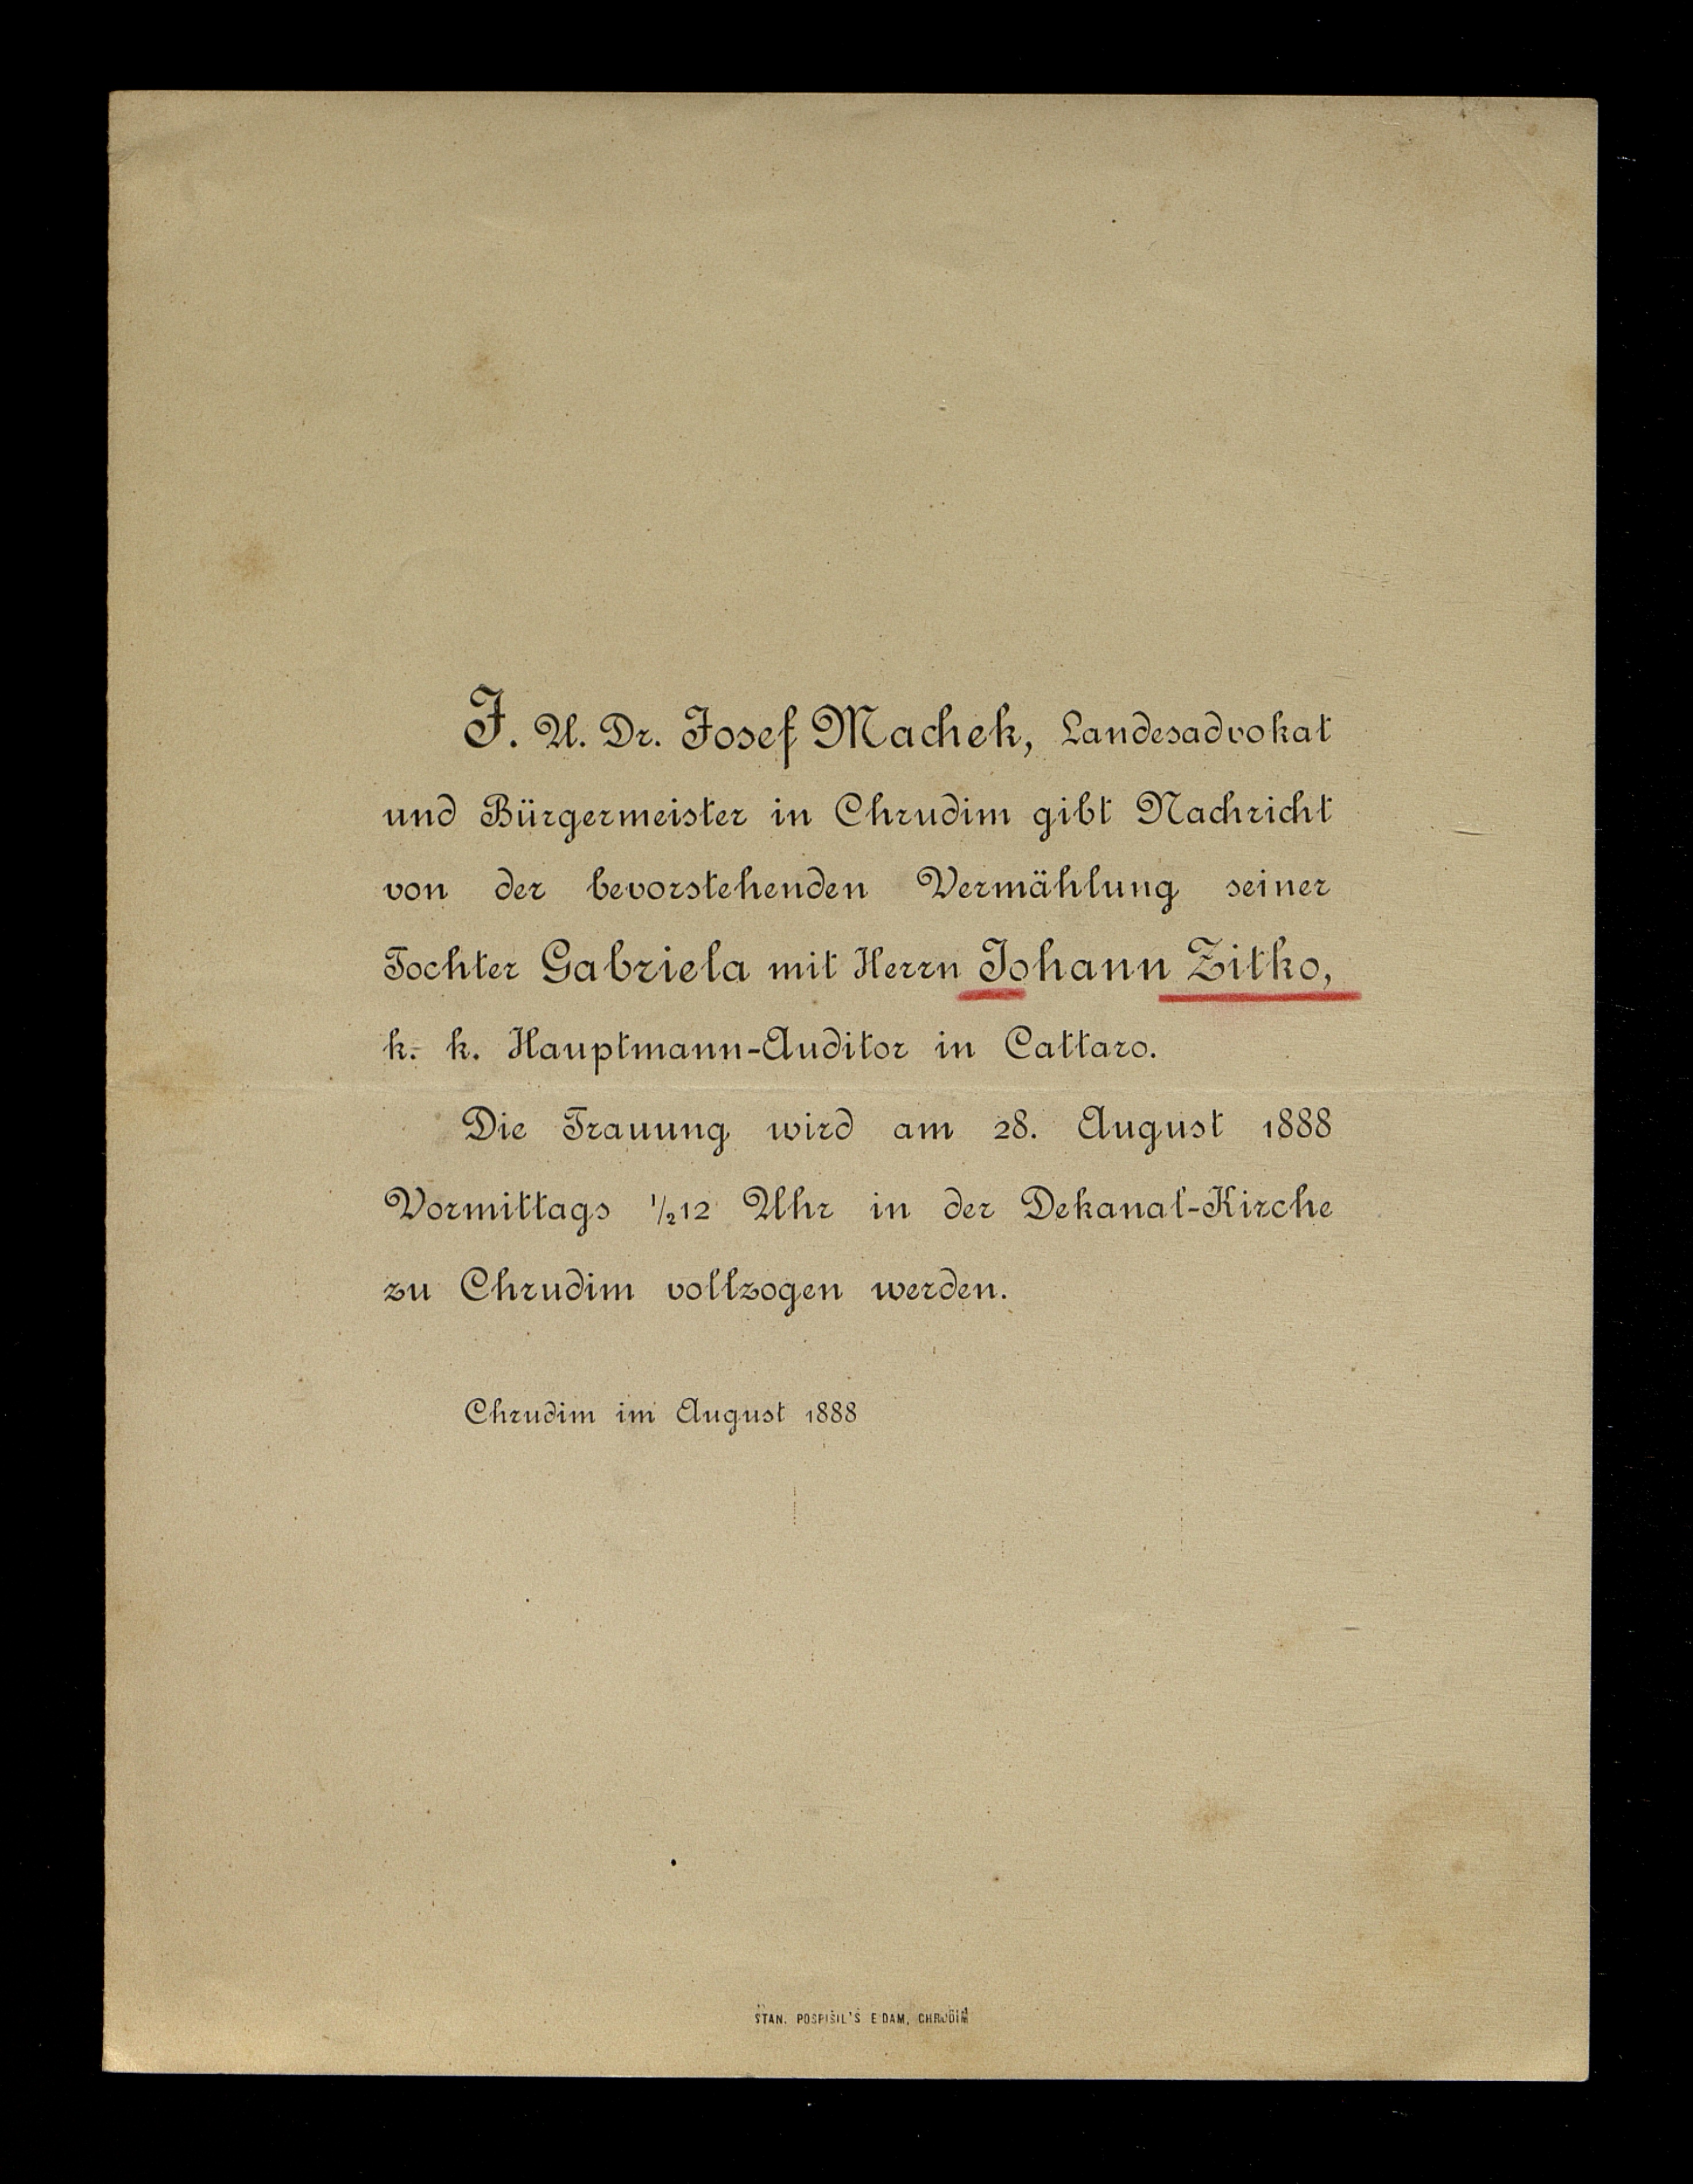 J. U. Dr. Josef Machek, Landesadvokat
und Bürgermeister in Chrudim gibt Nachricht
von der bevorstehenden Vermählung seiner
Tochter Gabriela mit Herrn Johann Zitko,
k. k. Hauptmann-Auditor in Cattaro.
Die Trauung wird am 28. August 1888
Vormittags ½12 Uhr in der Dekanal-Kirche
zu Chrudim vollzogen werden.
Chrudim im August 1888
STAN. POSPIŠIL'S EIDAM, CHRUDIM